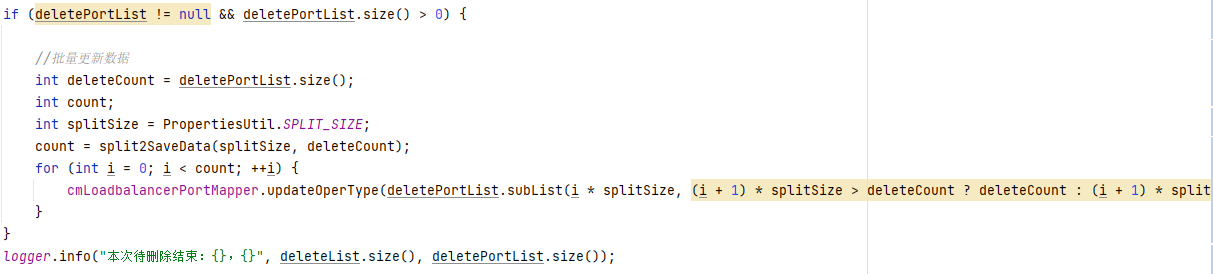 if (deletePortList != null && deletePortList.size() > 0) {
//批量更新数据
int deleteCount = deletePortList.size();
int count;
int splitSize = PropertiesUtil.SPLIT_SIZE;
count = split2SaveData(splitSize, deleteCount);
for (int i = 0; i < count; ++i) {
cmLoadbalancerPortMapper.updateOperType(deletePortList.subList(i * splitSize, (i + 1) * splitSize > deleteCount ? deleteCount : (i + 1) * split
}
}
logger.info("本次待删除结束：{}，{}", deleteList.size(), deletePortList.size());